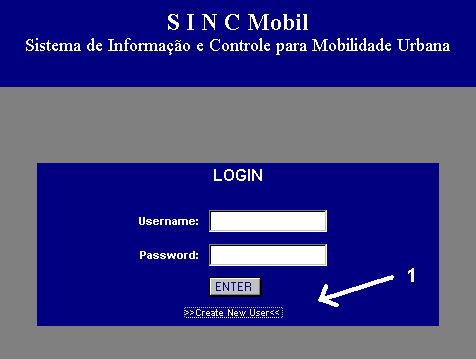 S I N C Mobil
Sistema de Informação e Controle para Mobilidade Urbana
LOGIN
Username:
Password:
ENTER
1
>>Create New User<<